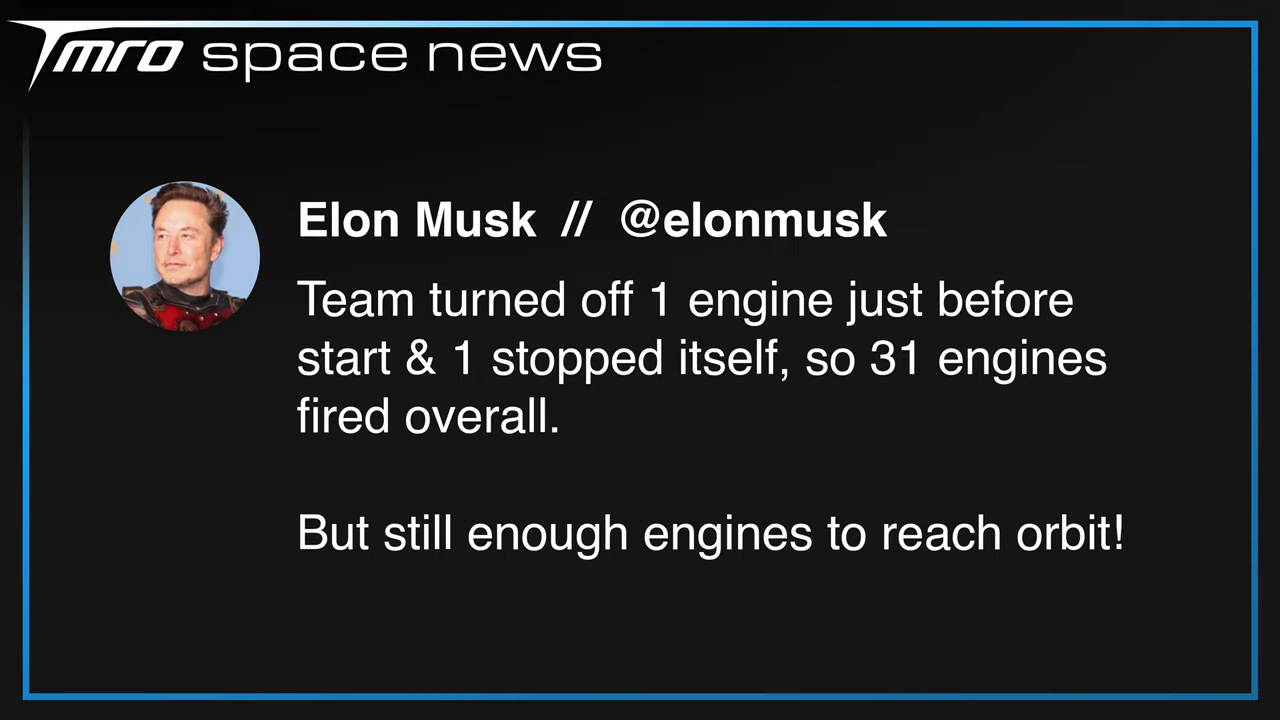 Tmro space news
Elon Musk // @elonmusk
Team turned off 1 engine just before
start & 1 stopped itself, so 31 engines
fired overall.
But still enough engines to reach orbit!